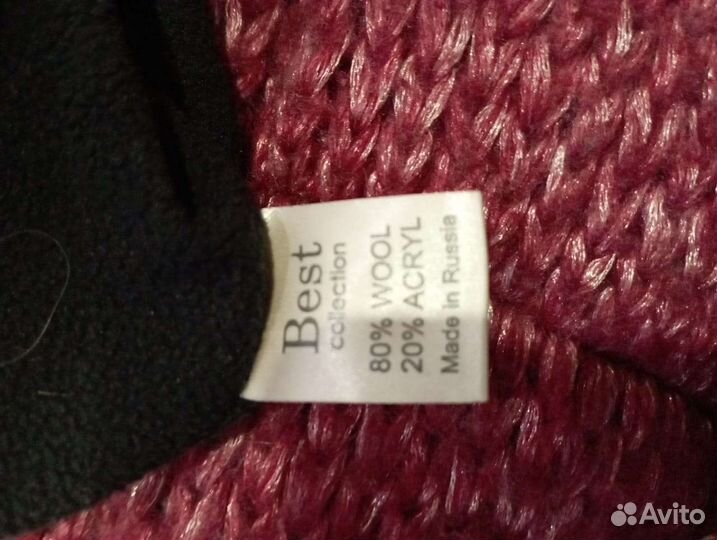 Best
collection
80% WOOL
20% ACRYL
Made in Russia
Avito